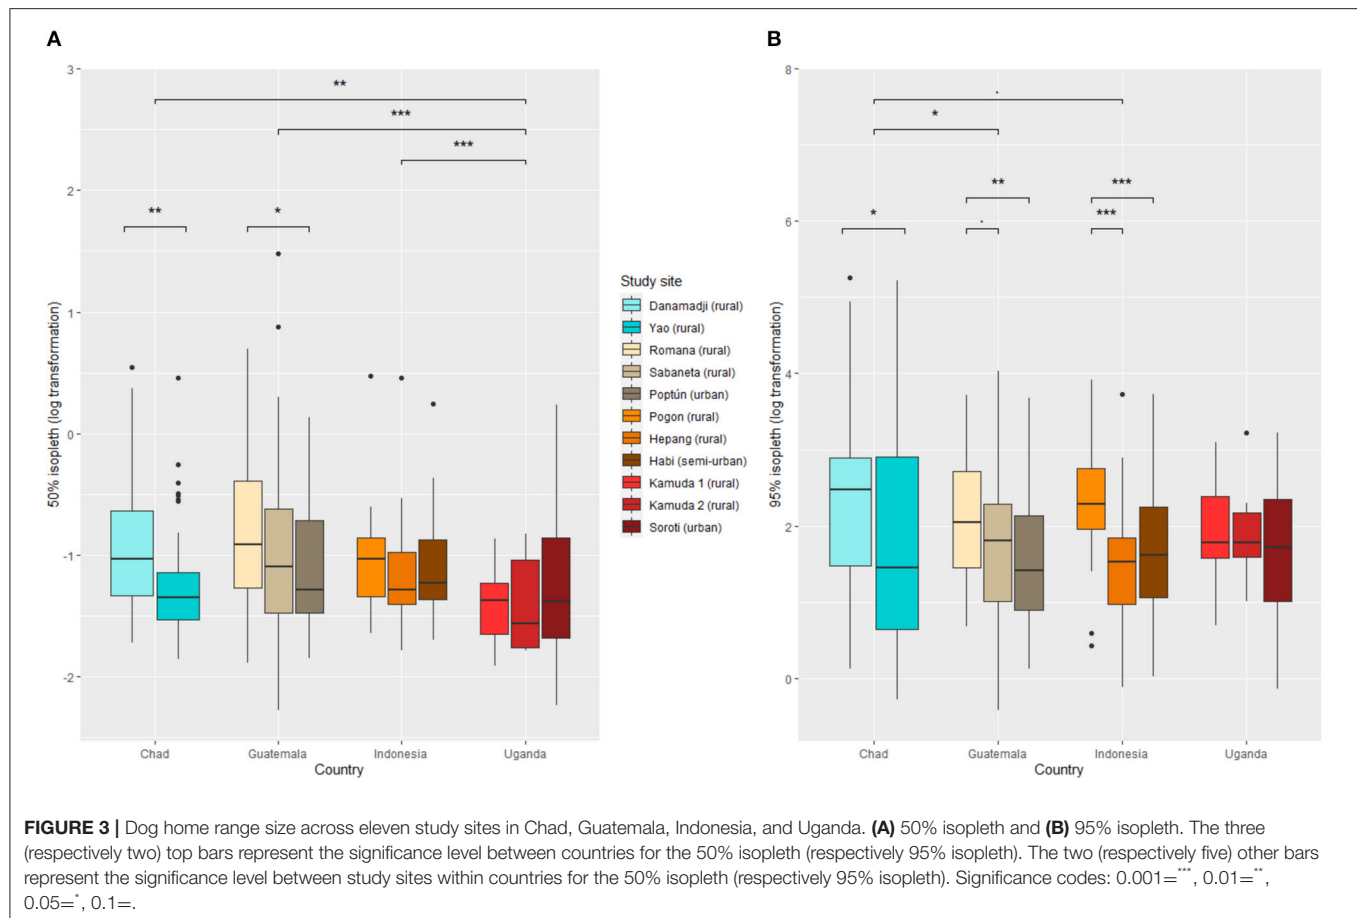 A
B
3
2
1
0
-1
-2
50% isopleth (log transformation)
**
***
***
**
*
Chad
Guatemala
Indonesia
Uganda
Country
Study site
Danamadji (rural)
Yao (rural)
Romana (rural)
Sabaneta (rural)
Poptún (urban)
Pogon (rural)
Hepang (rural)
Habi (semi-urban)
Kamuda 1 (rural)
Kamuda 2 (rural)
Soroti (urban)
8
6
4
2
0
95% isopleth (log transformation)
.
*
**
***
*
.
***
Chad
Guatemala
Indonesia
Uganda
Country
FIGURE 3 | Dog home range size across eleven study sites in Chad, Guatemala, Indonesia, and Uganda. (A) 50% isopleth and (B) 95% isopleth. The three
(respectively two) top bars represent the significance level between countries for the 50% isopleth (respectively 95% isopleth). The two (respectively five) other bars
represent the significance level between study sites within countries for the 50% isopleth (respectively 95% isopleth). Significance codes: 0.001=***, 0.01=**,
0.05=*, 0.1=.